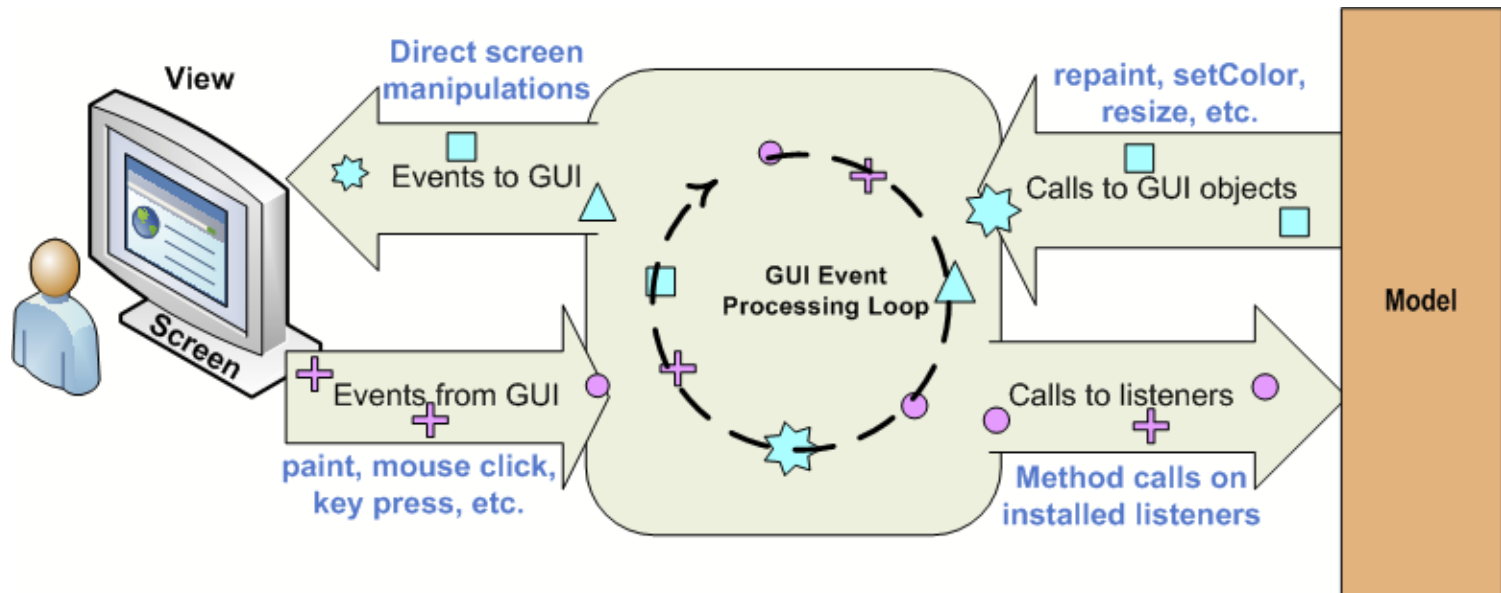 View
Direct screen
manipulations
Events to GUI
Screen
Events from GUI
paint, mouse click,
key press, etc.
GUI Event
Processing Loop
repaint, setColor,
resize, etc.
Calls to GUI objects
Calls to listeners
Method calls on
installed listeners
Model